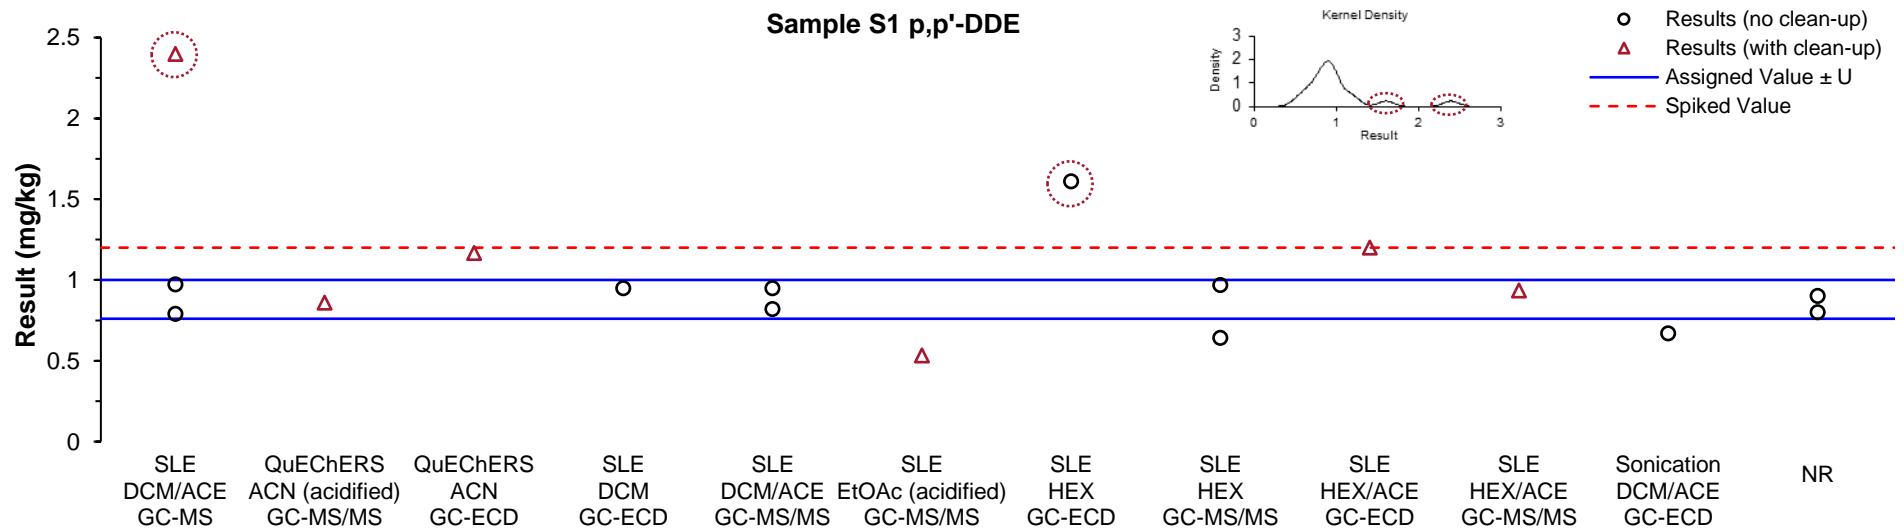 Sample S1 p,p'-DDE
Kernel Density
Density
3
2
1
0
0
1
2
3
Result
Results (no clean-up)
Results (with clean-up)
Assigned Value ± U
Spiked Value
Result (mg/kg)
2.5
2
1.5
1
0.5
0
SLE
DCM/ACE
GC-MS
QuEChERS
ACN (acidified)
GC-MS/MS
QuEChERS
ACN
GC-ECD
SLE
DCM
GC-ECD
SLE
DCM/ACE
GC-MS/MS
SLE
EtOAc (acidified)
GC-MS/MS
SLE
HEX
GC-ECD
SLE
HEX
GC-MS/MS
SLE
HEX/ACE
GC-ECD
SLE
HEX/ACE
GC-MS/MS
Sonication
DCM/ACE
GC-ECD
NR